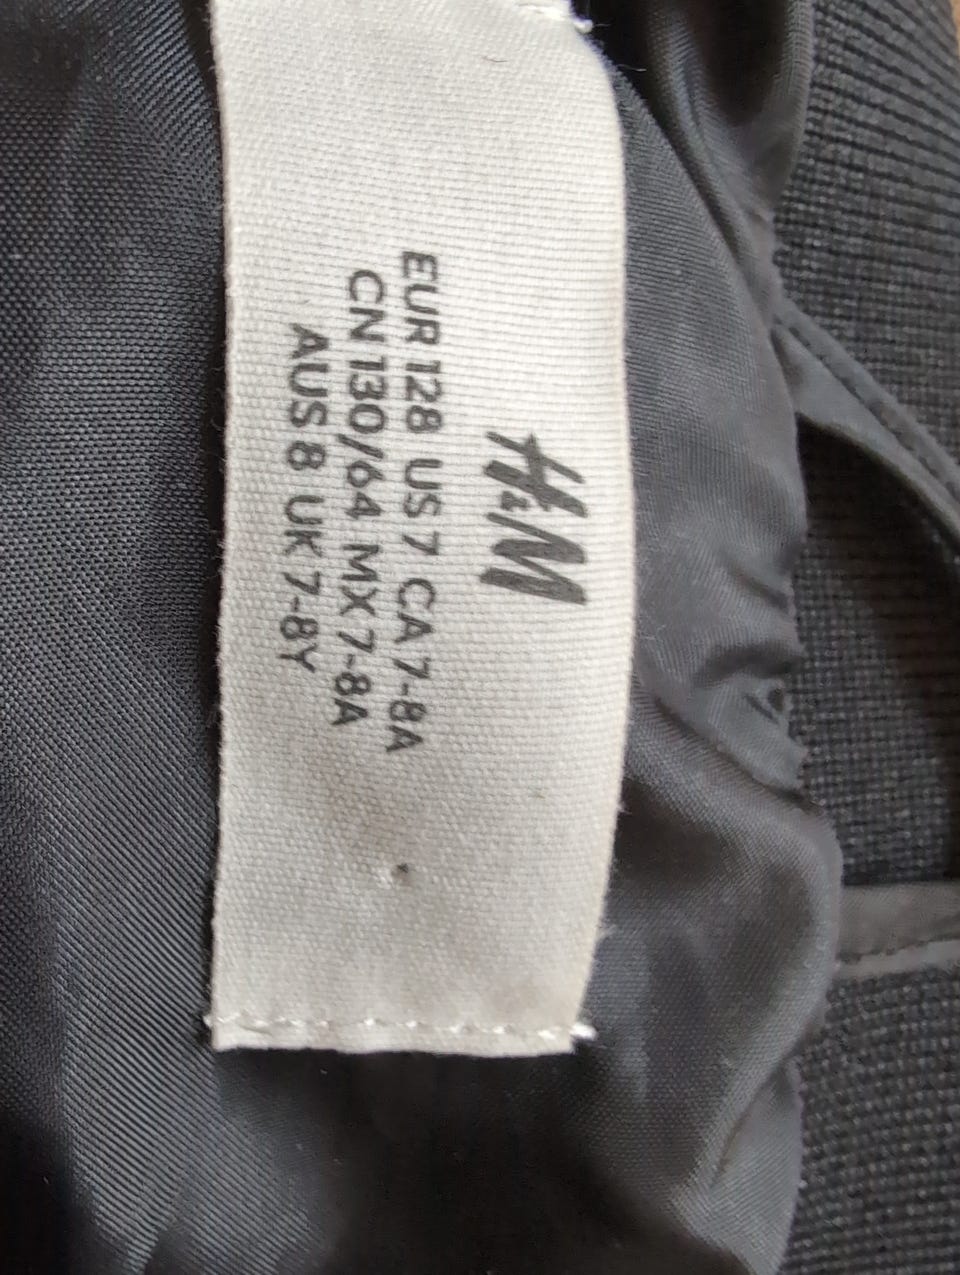 H&M
EUR 128 US 7 CA 7-8A
CN 130/64 MX 7-8A
AUS 8 UK 7-8Y